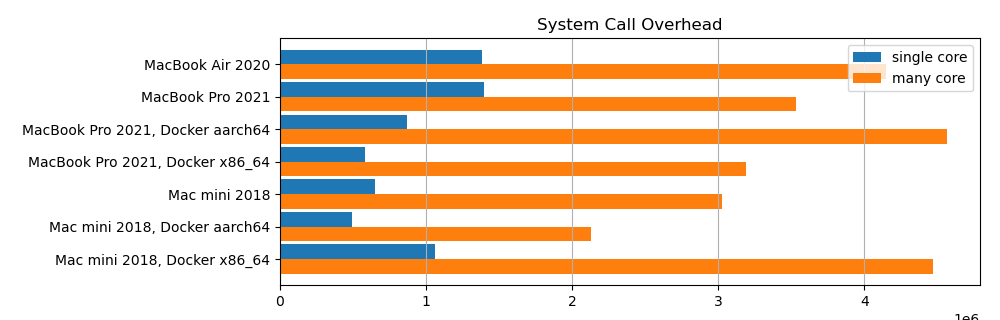 System Call Overhead
single core
many core
MacBook Air 2020
MacBook Pro 2021
MacBook Pro 2021, Docker aarch64
MacBook Pro 2021, Docker x86_64
Mac mini 2018
Mac mini 2018, Docker aarch64
Mac mini 2018, Docker x86_64
0 1 2 3 4
1e6